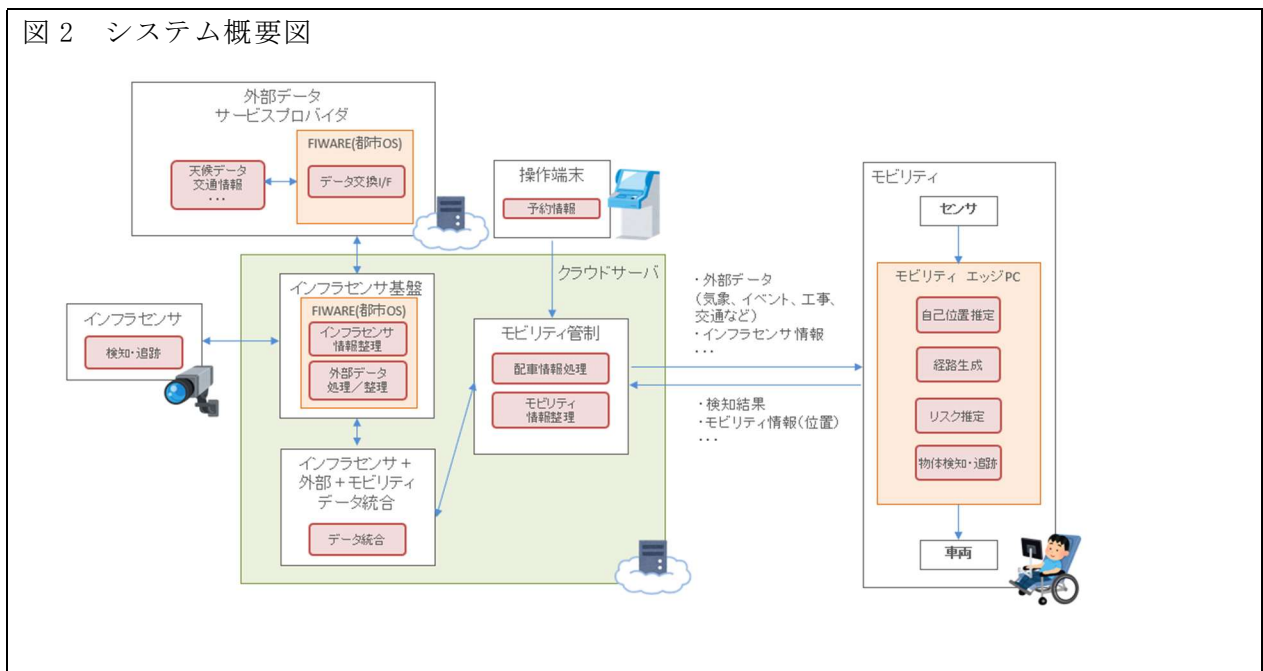 図2 システム概要図
外部データ
サービスプロバイダ
FIWARE(都市OS)
天候データ
交通情報
・・・
データ交換I/F
操作端末
予約情報
クラウドサーバ
インフラセンサ
検知・追跡
インフラセンサ基盤
FIWARE(都市OS)
インフラセンサ
情報整理
外部データ
処理/整理
インフラセンサ+
外部+モビリティ
データ統合
データ統合
モビリティ管制
配車情報処理
モビリティ
情報整理
・外部データ
(気象、イベント、工事、
交通など)
・インフラセンサ情報
・・・
・検知結果
・モビリティ情報(位置)
・・・
モビリティ
センサ
モビリティ エッジPC
自己位置推定
経路生成
リスク推定
物体検知・追跡
車両